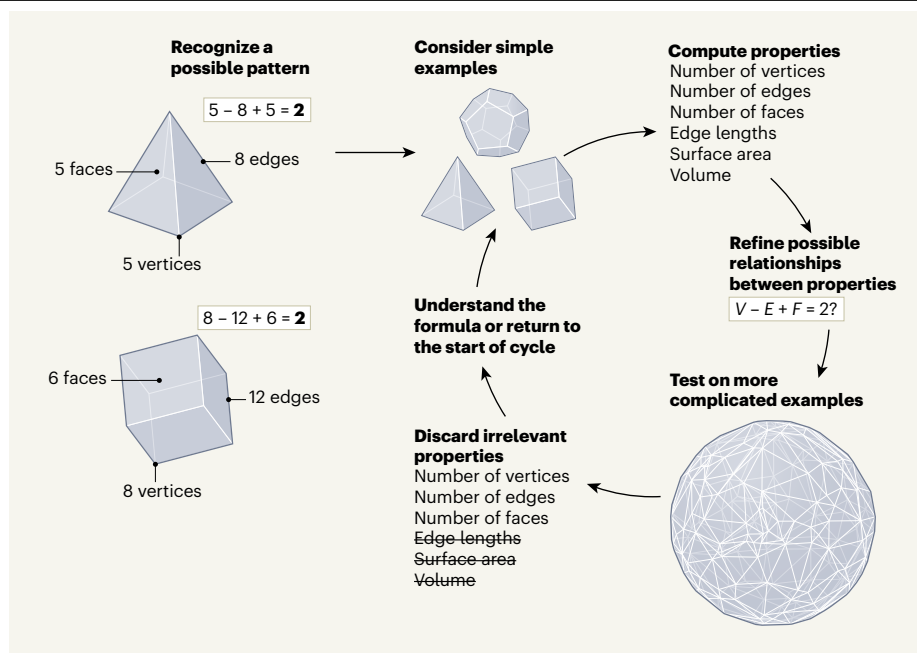 Recognize a
possible pattern
5 – 8 + 5 = 2
5 faces
8 edges
5 vertices
8 – 12 + 6 = 2
6 faces
12 edges
8 vertices
Consider simple
examples
Compute properties
Number of vertices
Number of edges
Number of faces
Edge lengths
Surface area
Volume
Refine possible
relationships
between properties
V – E + F = 2?
Test on more
complicated examples
Discard irrelevant
properties
Number of vertices
Number of edges
Number of faces
Edge lengths
Surface area
Volume
Understand the
formula or return to
the start of cycle